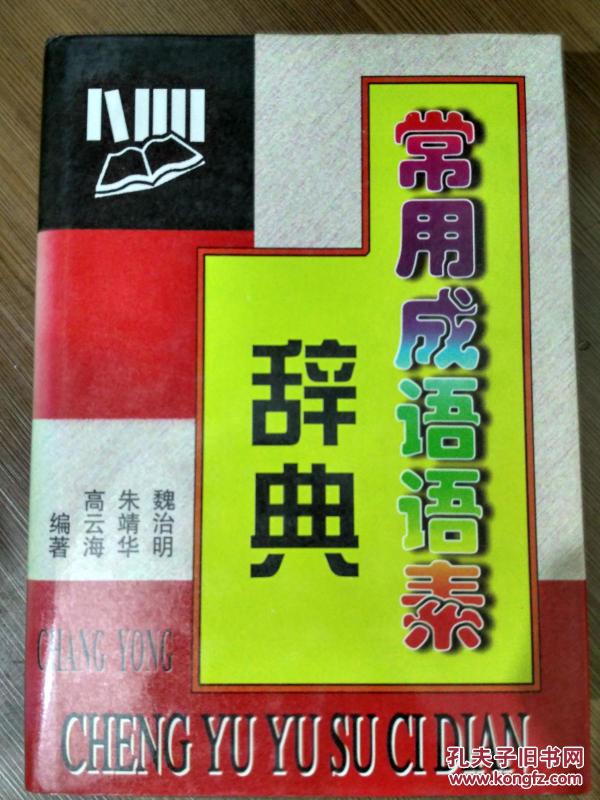 常用成语语素
辞典
魏治明
朱靖华
高云海
编著
CHANG YONG
CHENG YU YU SU CI DIAN
孔夫子旧书网
www.kongfz.com